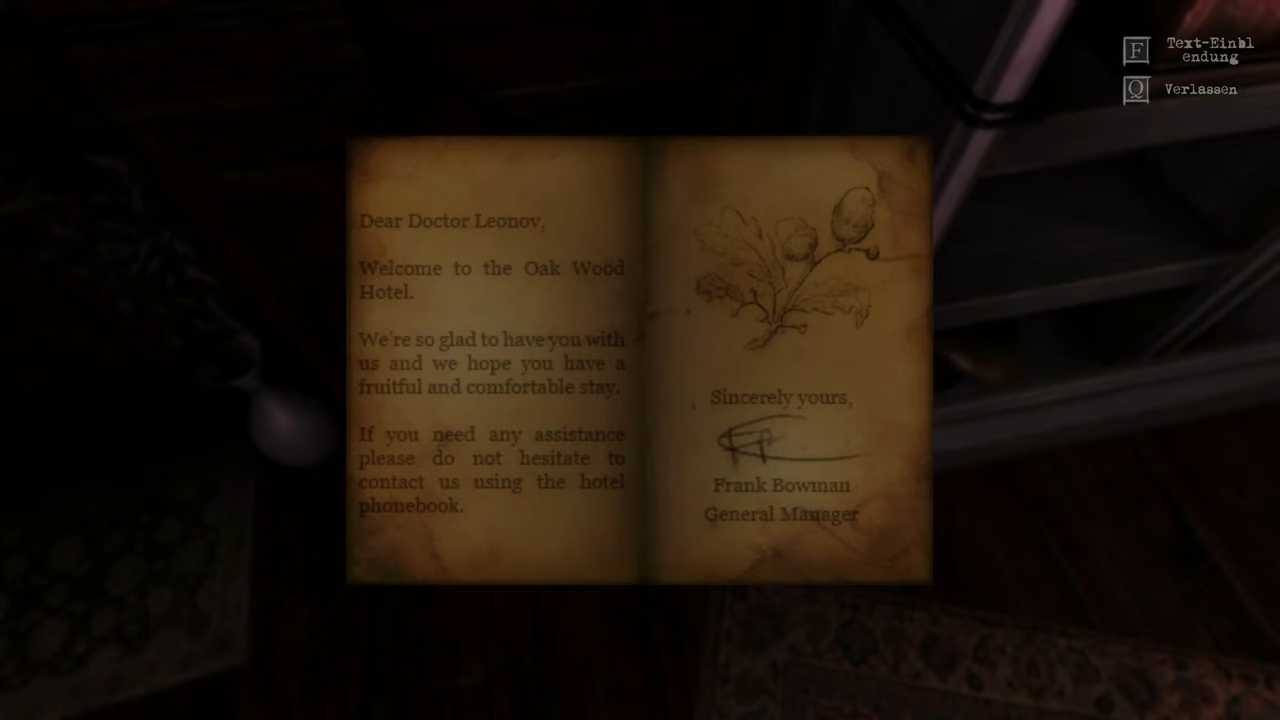 F Text-Einbl
endung
Q Verlassen
Dear Doctor Leonov,
Welcome to the Oak Wood
Hotel.
We're so glad to have you with
us and we hope you have a
fruitful and comfortable stay.
If you need any assistance
please do not hesitate to
contact us using the hotel
phonebook.
Sincerely yours,
Frank Bowman
General Manager